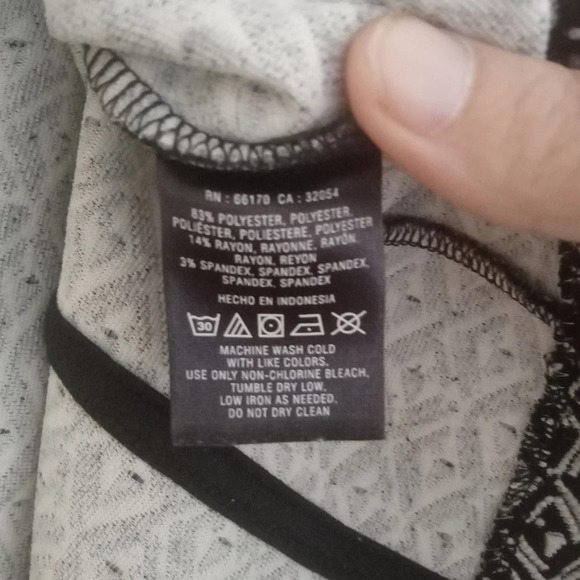 RN : 66170 CA : 32054
83% POLYESTER, POLYESTER,
POLIÉSTER, POLIESTERE, POLYESTER
14% RAYON, RAYONNE, RAYÓN,
RAYON, REYON
3% SPANDEX, SPANDEX, SPANDEX,
SPANDEX, SPANDEX
HECHO EN INDONESIA
30
MACHINE WASH COLD
WITH LIKE COLORS,
USE ONLY NON-CHLORINE BLEACH,
TUMBLE DRY LOW,
LOW IRON AS NEEDED,
DO NOT DRY CLEAN